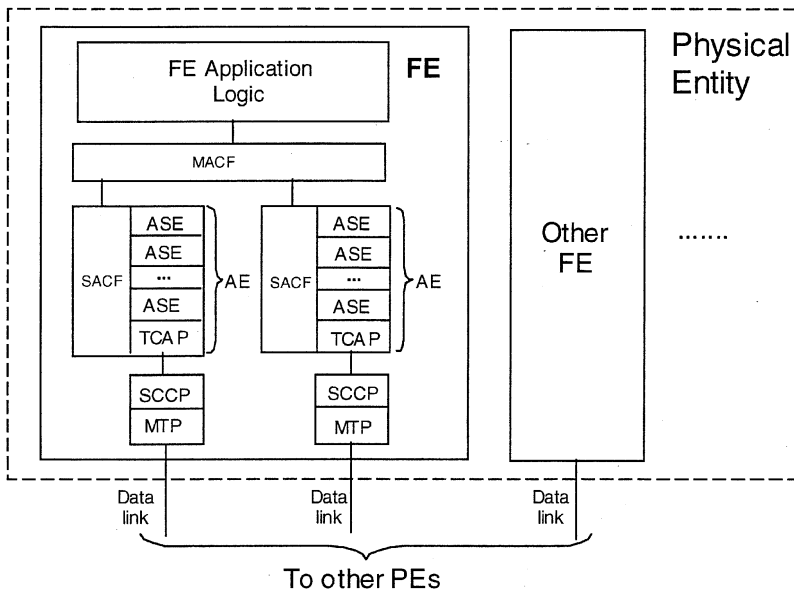 FE Application
Logic
FE
MACF
SACF
ASE
ASE
...
ASE
TCAP
AE
SCCP
MTP
SACF
ASE
ASE
...
ASE
TCAP
AE
SCCP
MTP
Other
FE
Physical
Entity
.......
Data
link
Data
link
Data
link
To other PEs